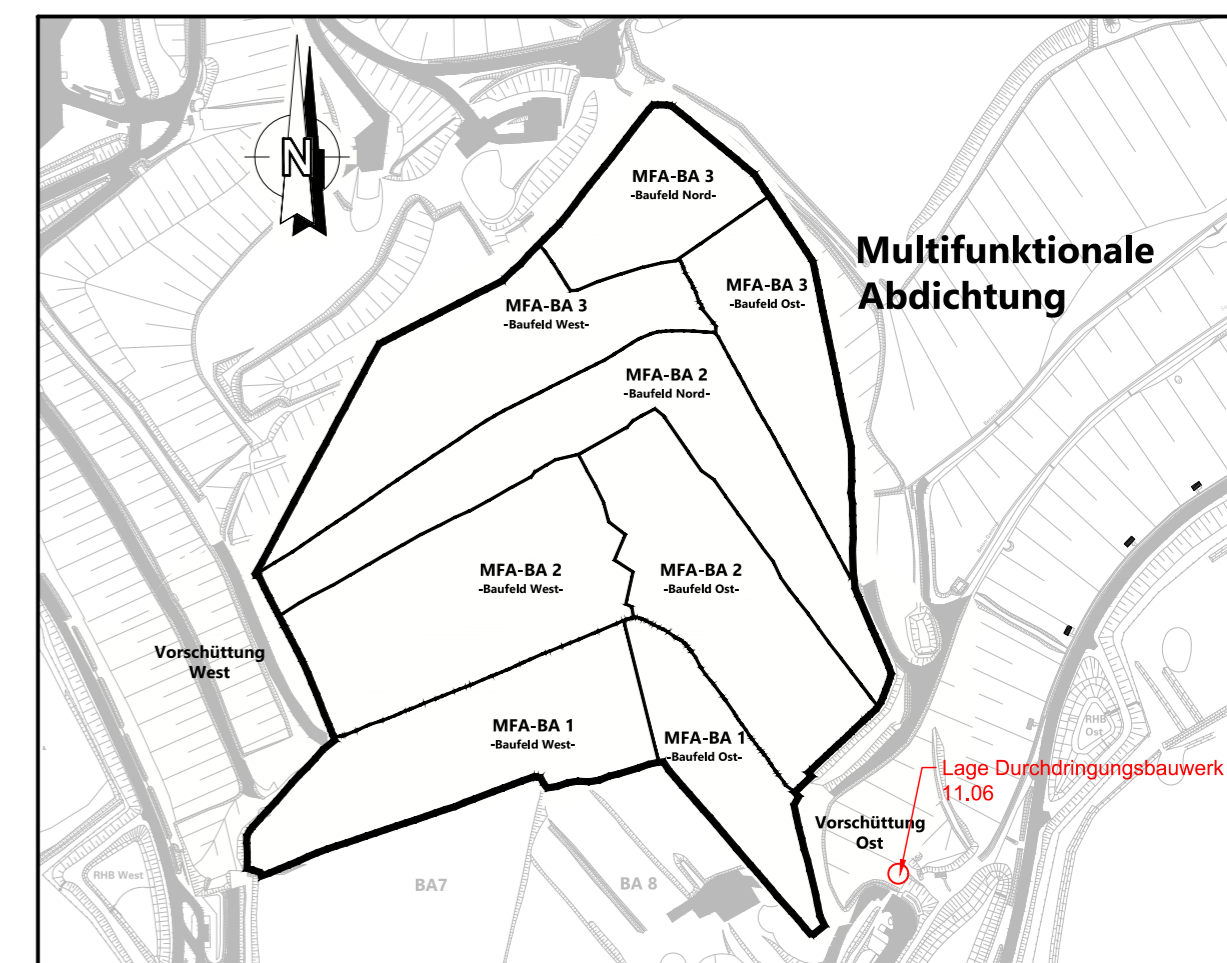 N
MFA-BA 3
-Baufeld Nord-
Multifunktionale
Abdichtung
MFA-BA 3
-Baufeld Ost-
MFA-BA 3
-Baufeld West-
MFA-BA 2
-Baufeld Nord-
MFA-BA 2
-Baufeld West-
MFA-BA 2
-Baufeld Ost-
Vorschüttung
West
MFA-BA 1
-Baufeld West-
MFA-BA 1
-Baufeld Ost-
RHB
Ost
Lage Durchdringungsbauwerk
11.06
Vorschüttung
Ost
RHB West
BA7
BA 8